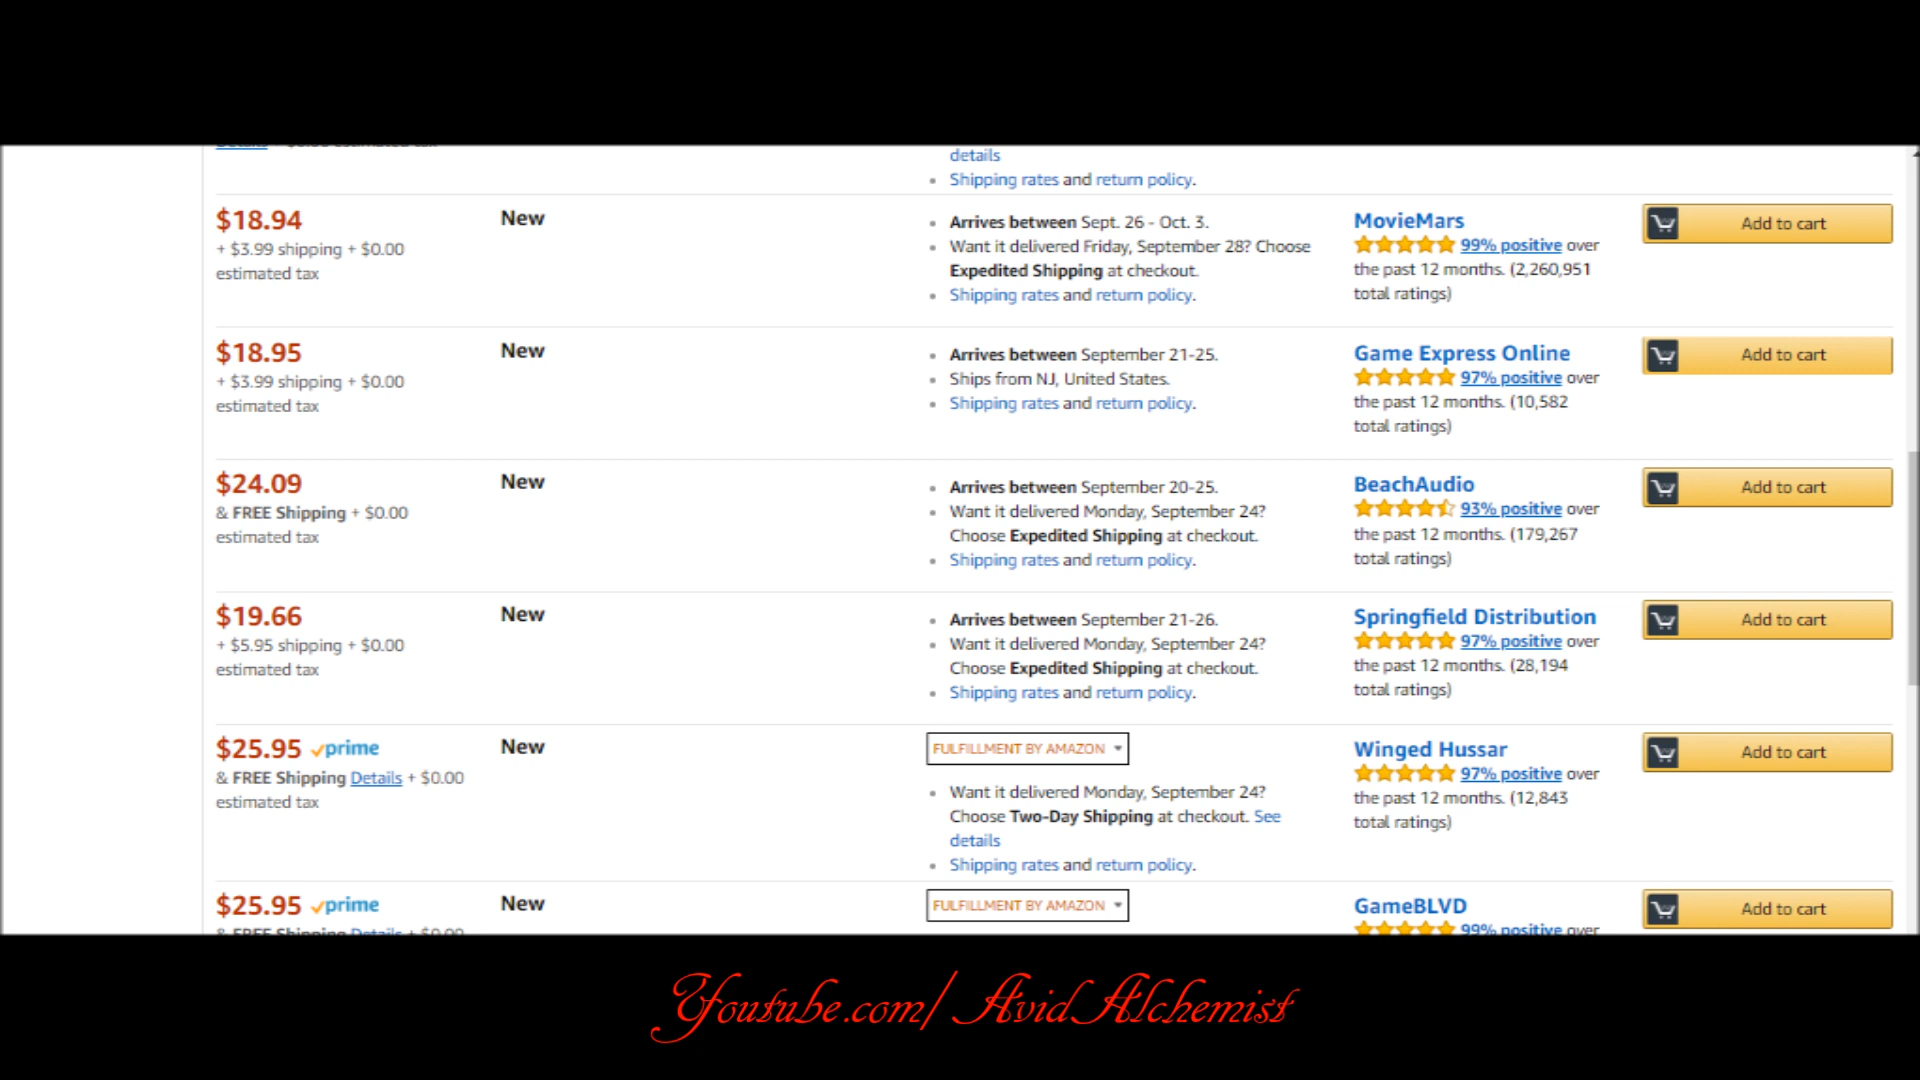 details
Shipping rates and return policy.
$18.94
+ $3.99 shipping + $0.00
estimated tax
New
Arrives between Sept. 26 - Oct. 3.
Want it delivered Friday, September 28? Choose
Expedited Shipping at checkout.
Shipping rates and return policy.
MovieMars
99% positive over
the past 12 months. (2,260,951
total ratings)
Add to cart
$18.95
+ $3.99 shipping + $0.00
estimated tax
New
Arrives between September 21-25.
Ships from NJ, United States.
Shipping rates and return policy.
Game Express Online
97% positive over
the past 12 months. (10,582
total ratings)
Add to cart
$24.09
& FREE Shipping + $0.00
estimated tax
New
Arrives between September 20-25.
Want it delivered Monday, September 24?
Choose Expedited Shipping at checkout.
Shipping rates and return policy.
BeachAudio
93% positive over
the past 12 months. (179,267
total ratings)
Add to cart
$19.66
+ $5.95 shipping + $0.00
estimated tax
New
Arrives between September 21-26.
Want it delivered Monday, September 24?
Choose Expedited Shipping at checkout.
Shipping rates and return policy.
Springfield Distribution
97% positive over
the past 12 months. (28,194
total ratings)
Add to cart
$25.95 prime
& FREE Shipping Details + $0.00
estimated tax
New
FULFILLMENT BY AMAZON
Want it delivered Monday, September 24?
Choose Two-Day Shipping at checkout. See
details
Shipping rates and return policy.
Winged Hussar
97% positive over
the past 12 months. (12,843
total ratings)
Add to cart
$25.95 prime
& FREE Shipping Details + $0.00
New
FULFILLMENT BY AMAZON
GameBLVD
99% positive over
Add to cart
Youtube.com/AvidAlchemist